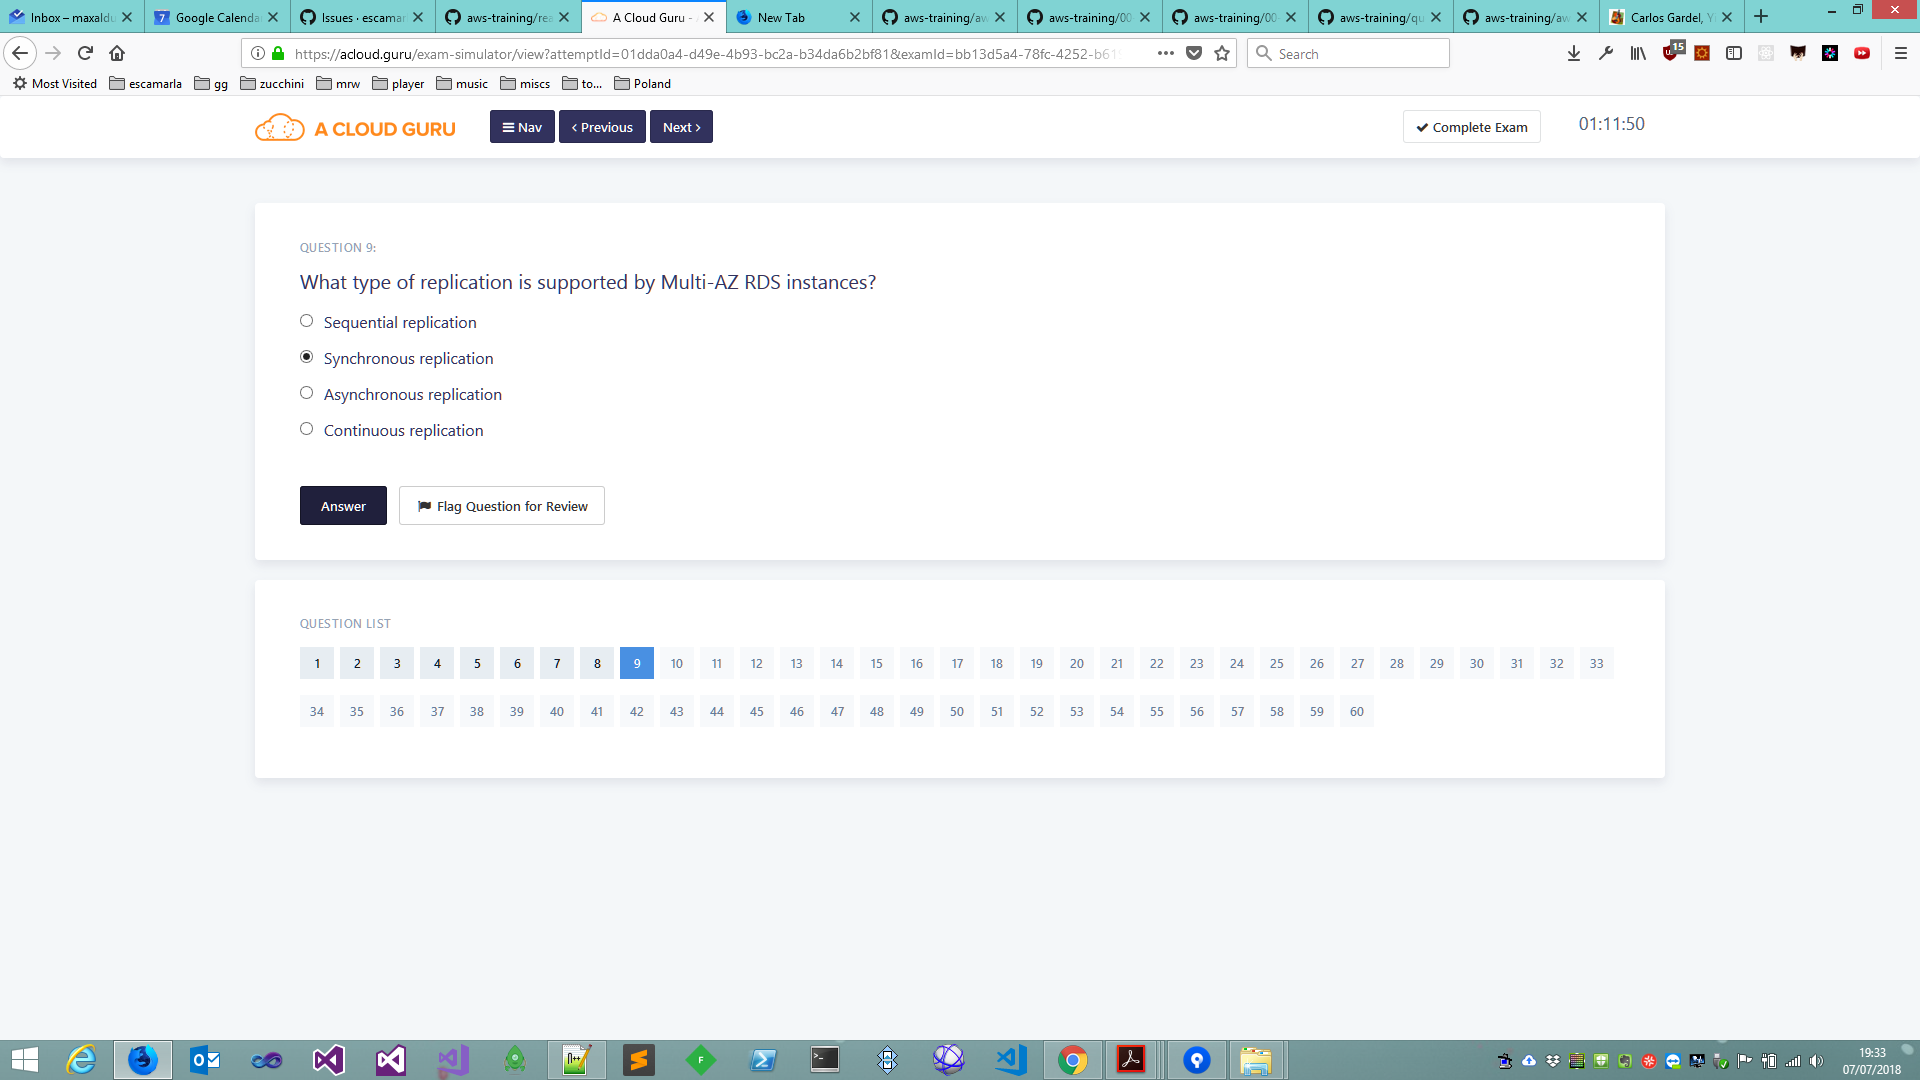 Inbox – maxaldu
Google Calenda
Issues · escamar
aws-training/rea
A Cloud Guru - A
New Tab
aws-training/aw
aws-training/00
aws-training/00
aws-training/qu
aws-training/aw
Carlos Gardel, Y
https://acloud.guru/exam-simulator/view?attemptId=01dda0a4-d49e-4b93-bc2a-b34da6b2bf81&examId=bb13d5a4-78fc-4252-b61
Search
15
Most Visited
escamarla
gg
zucchini
mrw
player
music
miscs
to...
Poland
A CLOUD GURU
Nav
Previous
Next
Complete Exam
01:11:50
QUESTION 9:
What type of replication is supported by Multi-AZ RDS instances?
Sequential replication
Synchronous replication
Asynchronous replication
Continuous replication
Answer
Flag Question for Review
QUESTION LIST
1 2 3 4 5 6 7 8 9 10 11 12 13 14 15 16 17 18 19 20 21 22 23 24 25 26 27 28 29 30 31 32 33
34 35 36 37 38 39 40 41 42 43 44 45 46 47 48 49 50 51 52 53 54 55 56 57 58 59 60
19:33
07/07/2018